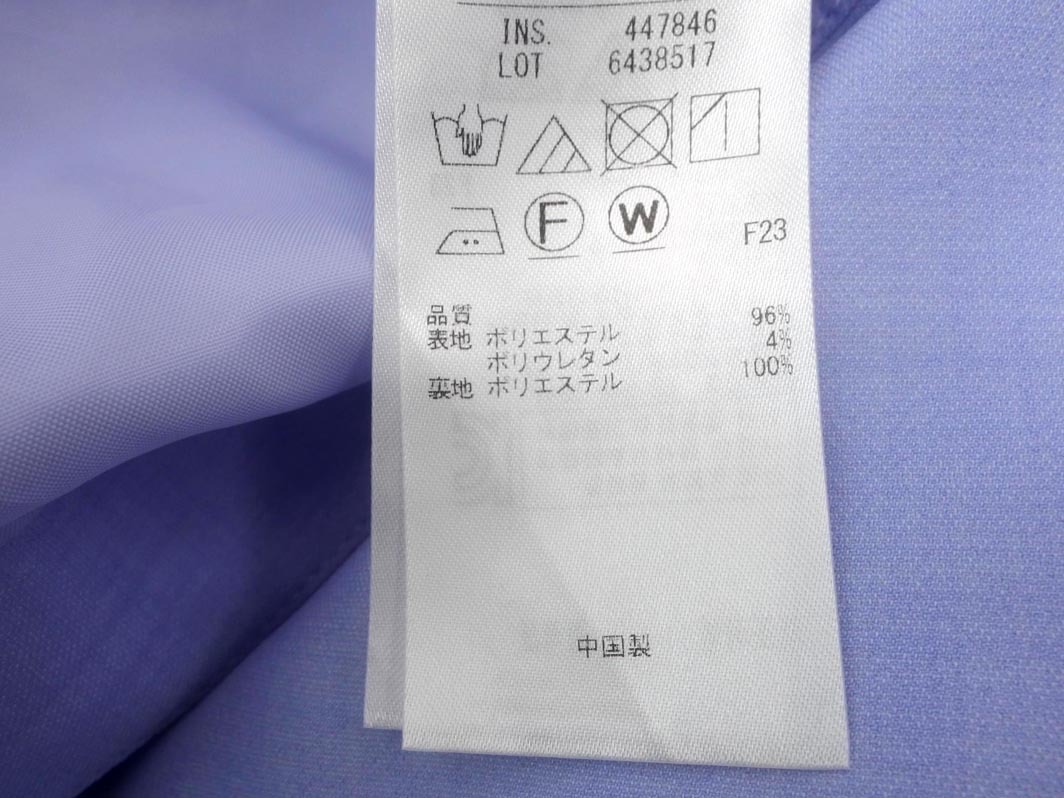 INS. 447846
LOT 6438517
F W F23
品質
表地 ポリエステル 96%
ポリウレタン 4%
裏地 ポリエステル 100%
中国製